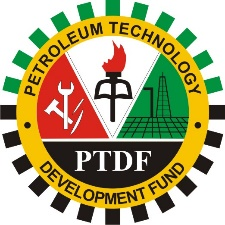 PETROLEUM TECHNOLOGY
PTDF
DEVELOPMENT FUND